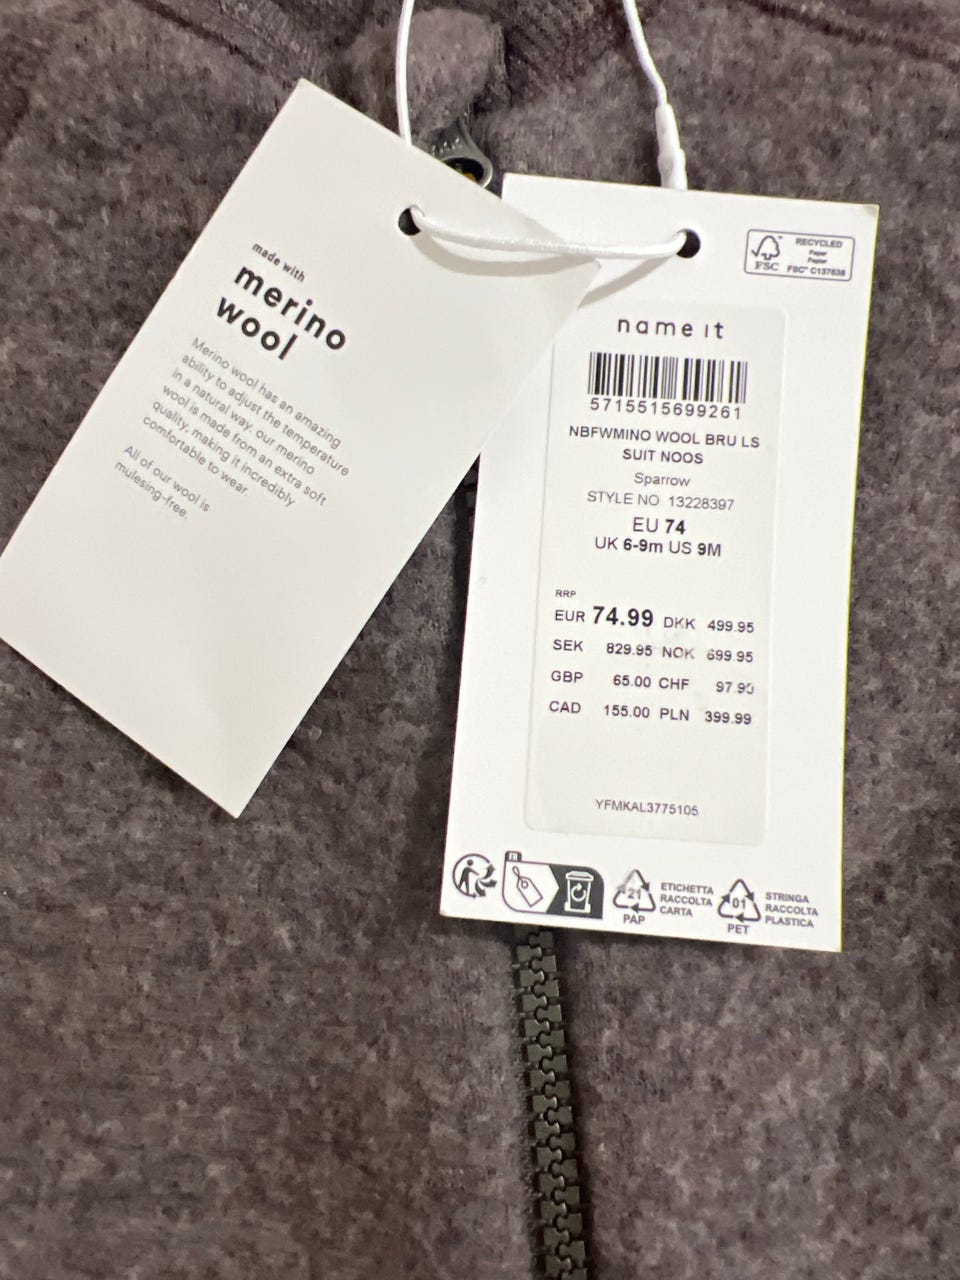 made with
merino
wool
Merino wool has an amazing
ability to adjust the temperature
in a natural way. our merino
wool is made from an extra soft
quality, making it incredibly
comfortable to wear.
All of our wool is
mulesing-free.
FSC™
RECYCLED
Paper
Papier
FSC™ C137638
name it
5715515699261
NBFWMINO WOOL BRU LS
SUIT NOOS
Sparrow
STYLE NO. 13228397
EU 74
UK 6-9m US 9M
RRP
EUR 74.99 DKK 499.95
SEK 829.95 NOK 699.95
GBP 65.00 CHF 97.90
CAD 155.00 PLN 399.99
YFMKAL3775105
FR
21
PAP
ETICHETTA
RACCOLTA
CARTA
01
PET
STRINGA
RACCOLTA
PLASTICA